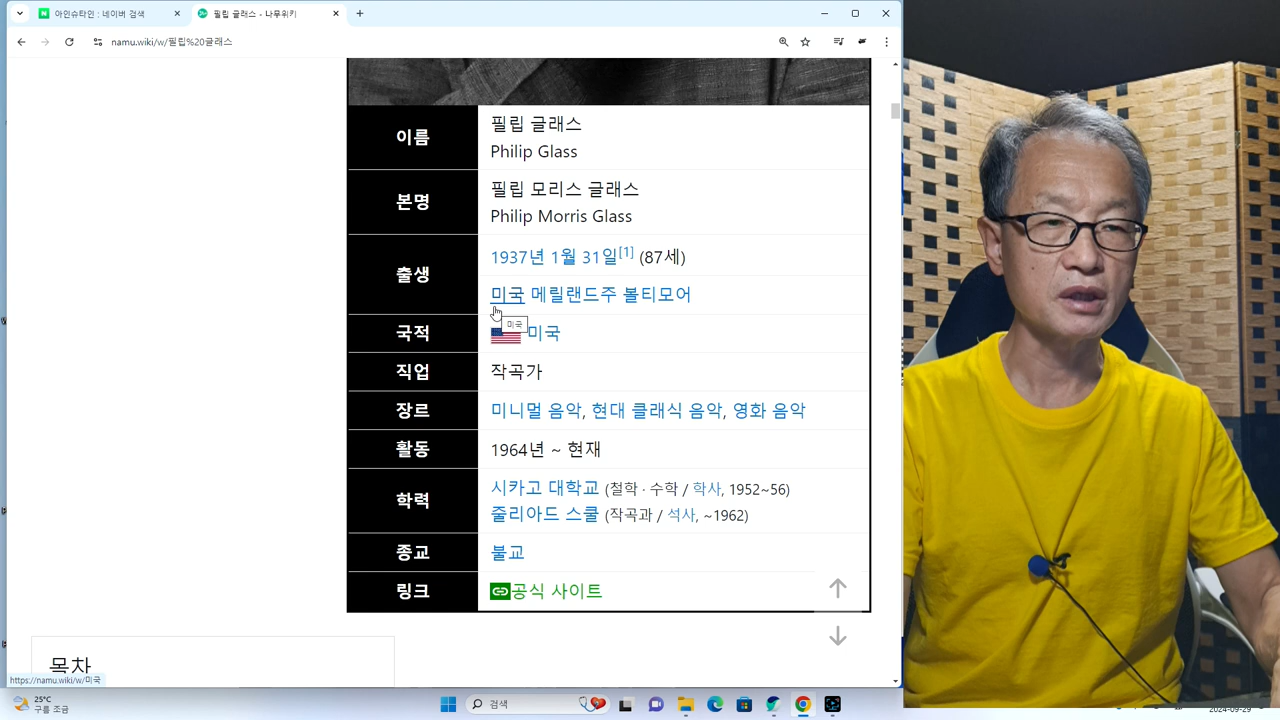 아인슈타인 : 네이버 검색
필립 글래스 - 나무위키
namu.wiki/w/필립%20글래스
이름
필립 글래스
Philip Glass
본명
필립 모리스 글래스
Philip Morris Glass
출생
1937년 1월 31일[1] (87세)
미국 메릴랜드주 볼티모어
미국
국적
미국
직업
작곡가
장르
미니멀 음악, 현대 클래식 음악, 영화 음악
활동
1964년 ~ 현재
학력
시카고 대학교 (철학 · 수학 / 학사, 1952~56)
줄리아드 스쿨 (작곡과 / 석사, ~1962)
종교
불교
링크
공식 사이트
목차
https://namu.wiki/w/미국
25°C
구름 조금
검색
2024-09-29